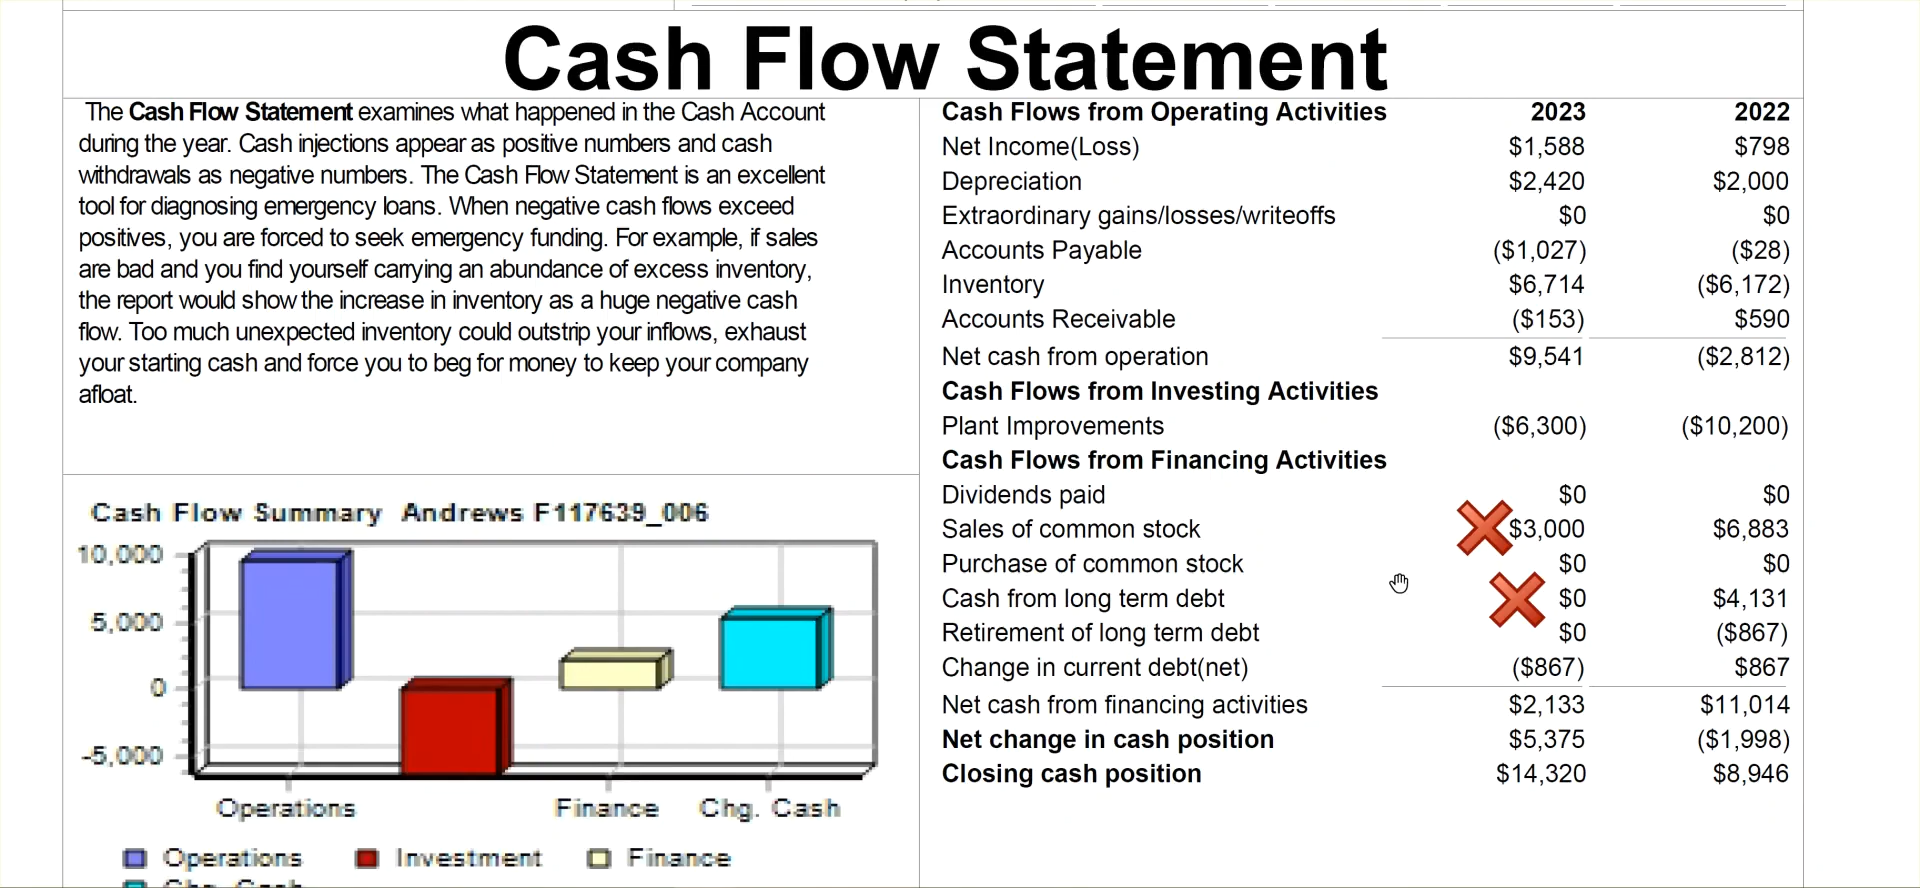 Cash Flow Statement
The Cash Flow Statement examines what happened in the Cash Account
during the year. Cash injections appear as positive numbers and cash
withdrawals as negative numbers. The Cash Flow Statement is an excellent
tool for diagnosing emergency loans. When negative cash flows exceed
positives, you are forced to seek emergency funding. For example, if sales
are bad and you find yourself carrying an abundance of excess inventory,
the report would show the increase in inventory as a huge negative cash
flow. Too much unexpected inventory could outstrip your inflows, exhaust
your starting cash and force you to beg for money to keep your company
afloat.
Cash Flow Summary Andrews F117639_006
10,000
5,000
0
-5,000
Operations Finance Chg. Cash
Operations Investment Finance
Chg. Cash
Cash Flows from Operating Activities 2023 2022
Net Income(Loss) $1,588 $798
Depreciation $2,420 $2,000
Extraordinary gains/losses/writeoffs $0 $0
Accounts Payable ($1,027) ($28)
Inventory $6,714 ($6,172)
Accounts Receivable ($153) $590
Net cash from operation $9,541 ($2,812)
Cash Flows from Investing Activities
Plant Improvements ($6,300) ($10,200)
Cash Flows from Financing Activities
Dividends paid $0 $0
Sales of common stock $3,000 $6,883
Purchase of common stock $0 $0
Cash from long term debt $0 $4,131
Retirement of long term debt $0 ($867)
Change in current debt(net) ($867) $867
Net cash from financing activities $2,133 $11,014
Net change in cash position $5,375 ($1,998)
Closing cash position $14,320 $8,946